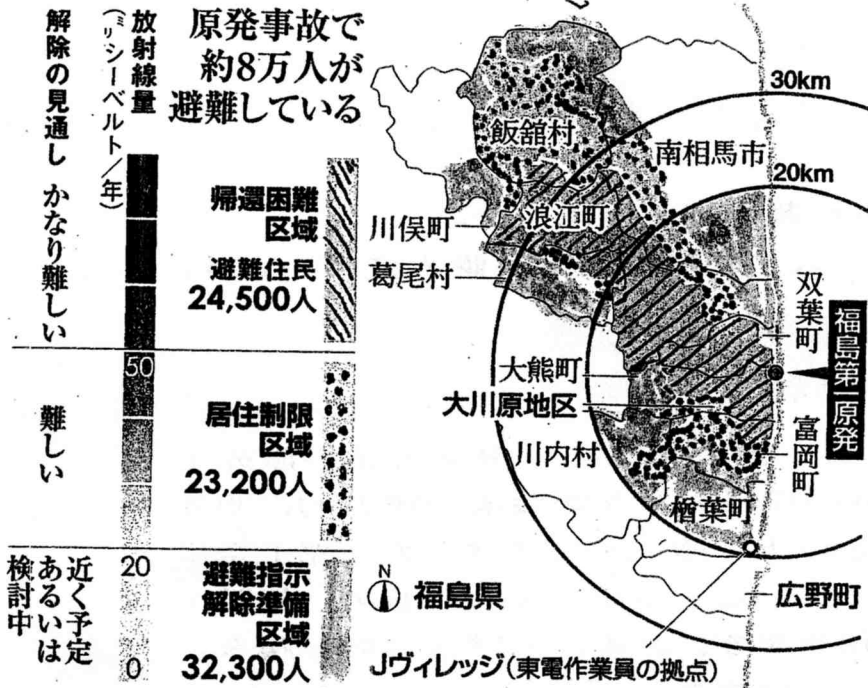 原発事故で
約8万人が
避難している
放射線量
(ミリシーベルト/年)
解除の見通し
かなり難しい
帰還困難
区域
避難住民
24,500人
50
難しい
居住制限
区域
23,200人
20
近く予定
あるいは
検討中
避難指示
解除準備
区域
32,300人
0
30km
20km
飯舘村
南相馬市
川俣町
浪江町
葛尾村
双葉町
福島第一原発
大熊町
大川原地区
川内村
富岡町
楢葉町
N
福島県
広野町
Jヴィレッジ(東電作業員の拠点)